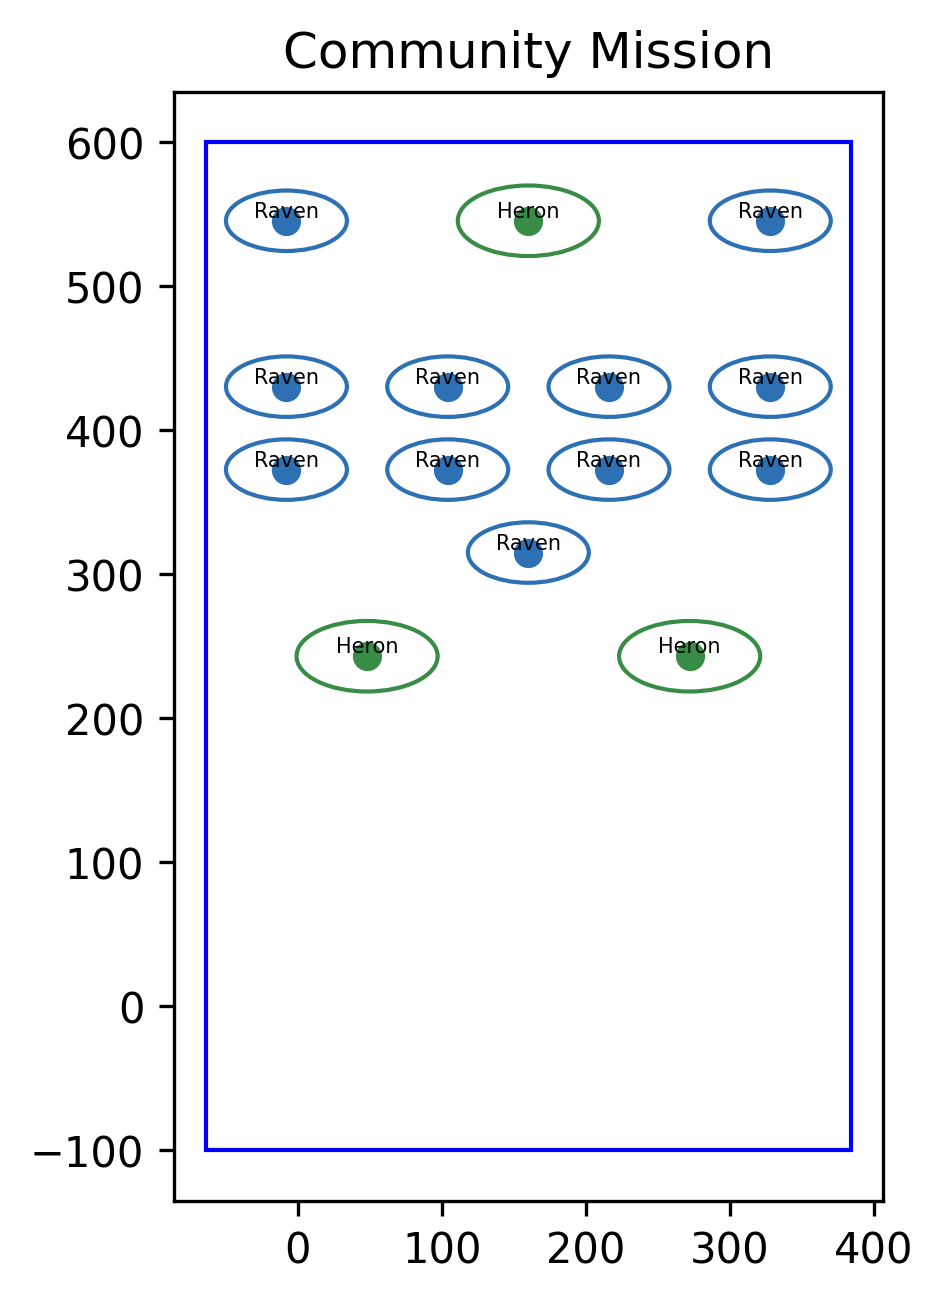 Community Mission
600
Raven Heron Raven
500
Raven Raven Raven Raven
400
Raven Raven Raven Raven
Raven
300
Heron Heron
200
100
0
−100
0 100 200 300 400